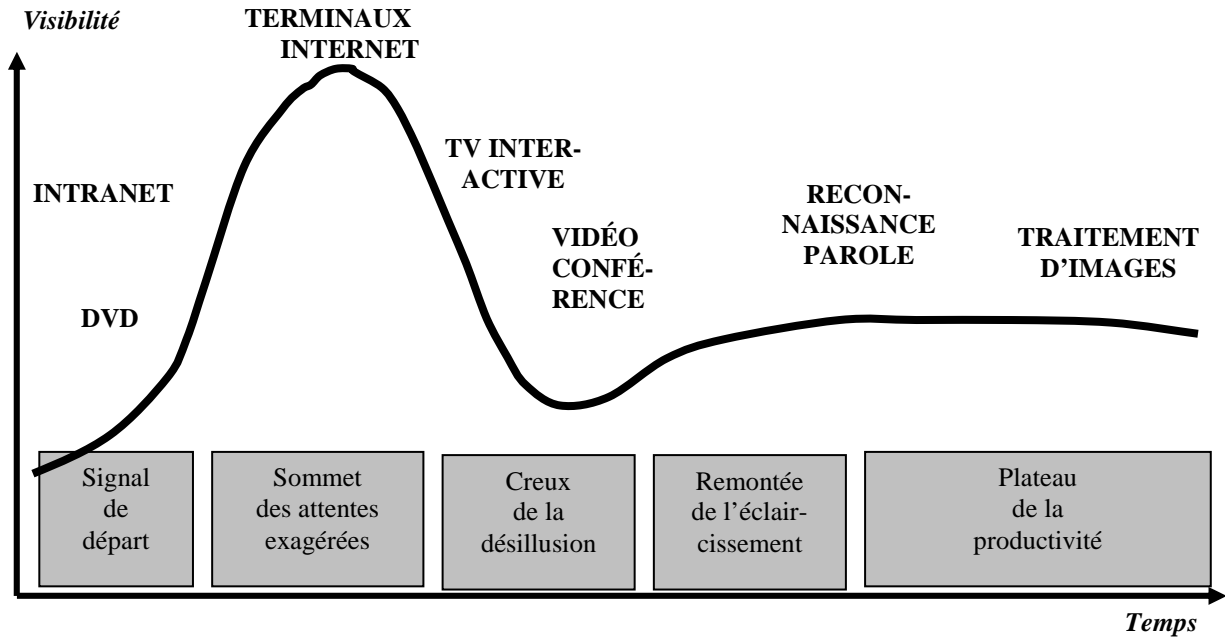 Visibilité
TERMINAUX
INTERNET
TV INTER-
ACTIVE
INTRANET
RECON-
NAISSANCE
PAROLE
VIDÉO
CONFÉ-
RENCE
TRAITEMENT
D’IMAGES
DVD
Signal
de
départ
Sommet
des attentes
exagérées
Creux
de la
désillusion
Remontée
de l’éclair-
cissement
Plateau
de la
productivité
Temps